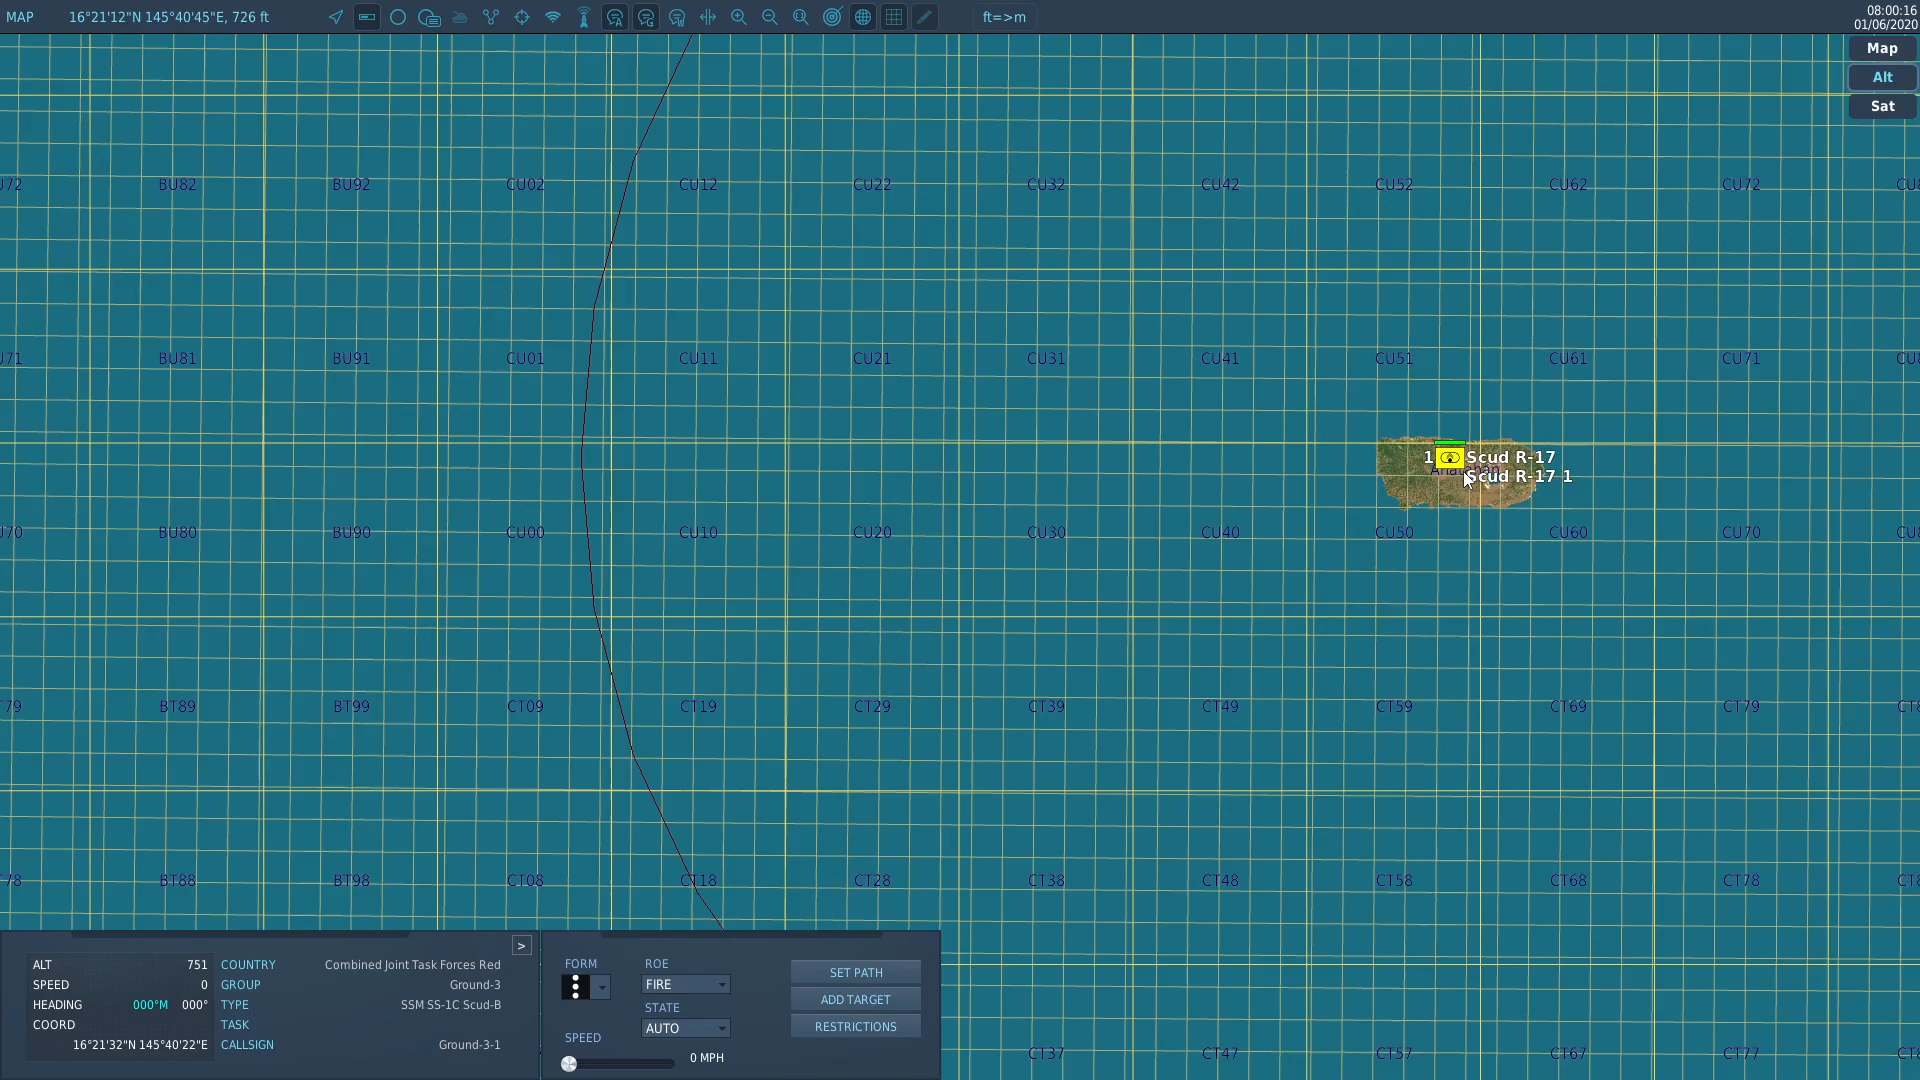 MAP 16°21'12"N 145°40'45"E, 726 ft ft=>m 08:00:16
01/06/2020
Map
Alt
Sat
BU82 BU92 CU02 CU12 CU22 CU32 CU42 CU52 CU62 CU72
BU81 BU91 CU01 CU11 CU21 CU31 CU41 CU51 CU61 CU71
1 Scud R-17
Scud R-17 1
BU80 BU90 CU00 CU10 CU20 CU30 CU40 CU50 CU60 CU70
BT89 BT99 CT09 CT19 CT29 CT39 CT49 CT59 CT69 CT79
BT88 BT98 CT08 CT18 CT28 CT38 CT48 CT58 CT68 CT78
CT37 CT47 CT57 CT67 CT77
>
ALT 751
SPEED 0
HEADING 000°M 000°
COORD
16°21'32"N 145°40'22"E
COUNTRY Combined Joint Task Forces Red
GROUP Ground-3
TYPE SSM SS-1C Scud-B
TASK
CALLSIGN Ground-3-1
FORM
SPEED
0 MPH
ROE
FIRE
STATE
AUTO
SET PATH
ADD TARGET
RESTRICTIONS